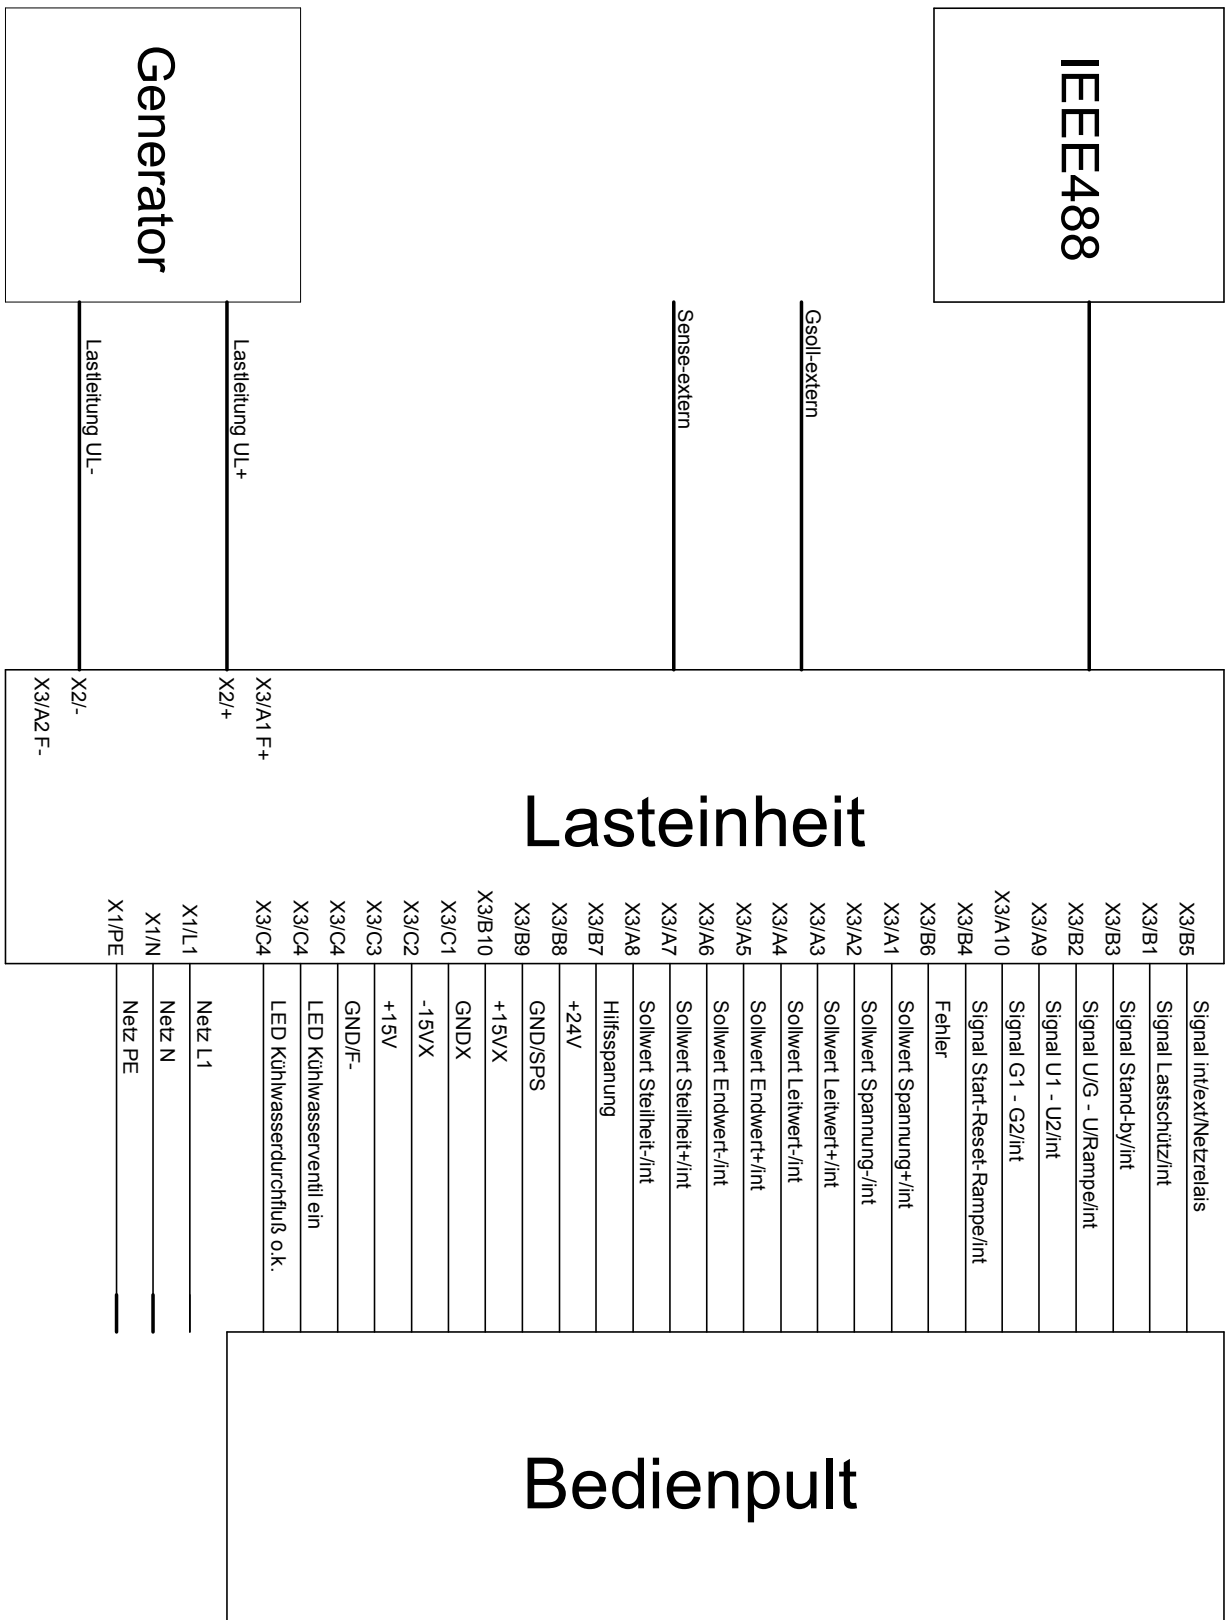 IEEE488
Generator
Gsoll-extern
Sense-extern
Lastleitung UL+
Lastleitung UL-
X3/A1 F+
X2/+
X2/-
X3/A2 F-
Lasteinheit
X3/B5 Signal int/ext/Netzrelais
X3/B1 Signal Lastschütz/int
X3/B3 Signal Stand-by/int
X3/B2 Signal U/G - U/Rampe/int
X3/A9 Signal U1 - U2/int
X3/A10 Signal G1 - G2/int
X3/B4 Signal Start-Reset-Rampe/int
X3/B6 Fehler
X3/A1 Sollwert Spannung+/int
X3/A2 Sollwert Spannung-/int
X3/A3 Sollwert Leitwert+/int
X3/A4 Sollwert Leitwert-/int
X3/A5 Sollwert Endwert+/int
X3/A6 Sollwert Endwert-/int
X3/A7 Sollwert Steilheit+/int
X3/A8 Sollwert Steilheit-/int
X3/B7 Hilfsspanung
X3/B8 +24V
X3/B9 GND/SPS
X3/B10 +15VX
X3/C1 GNDX
X3/C2 -15VX
X3/C3 +15V
X3/C4 GND/F-
X3/C4 LED Kühlwasserventil ein
X3/C4 LED Kühlwasserdurchfluß o.k.
X1/L1 Netz L1
X1/N Netz N
X1/PE Netz PE
Bedienpult